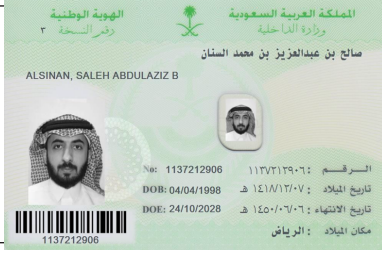 المملكة العربية السعودية
وزارة الداخلية
الهوية الوطنية
رقم النسخة ٣
صالح بن عبدالعزيز بن محمد السنان
ALSINAN, SALEH ABDULAZIZ B
الرقم : ١١٣٧٢١٢٩٠٦
No: 1137212906
تاريخ الميلاد : ١٤١٨/١٢/٠٧ هـ
DOB: 04/04/1998
تاريخ الانتهاء : ١٤٥٠/٠٦/٠٦ هـ
DOE: 24/10/2028
مكان الميلاد : الرياض
1137212906